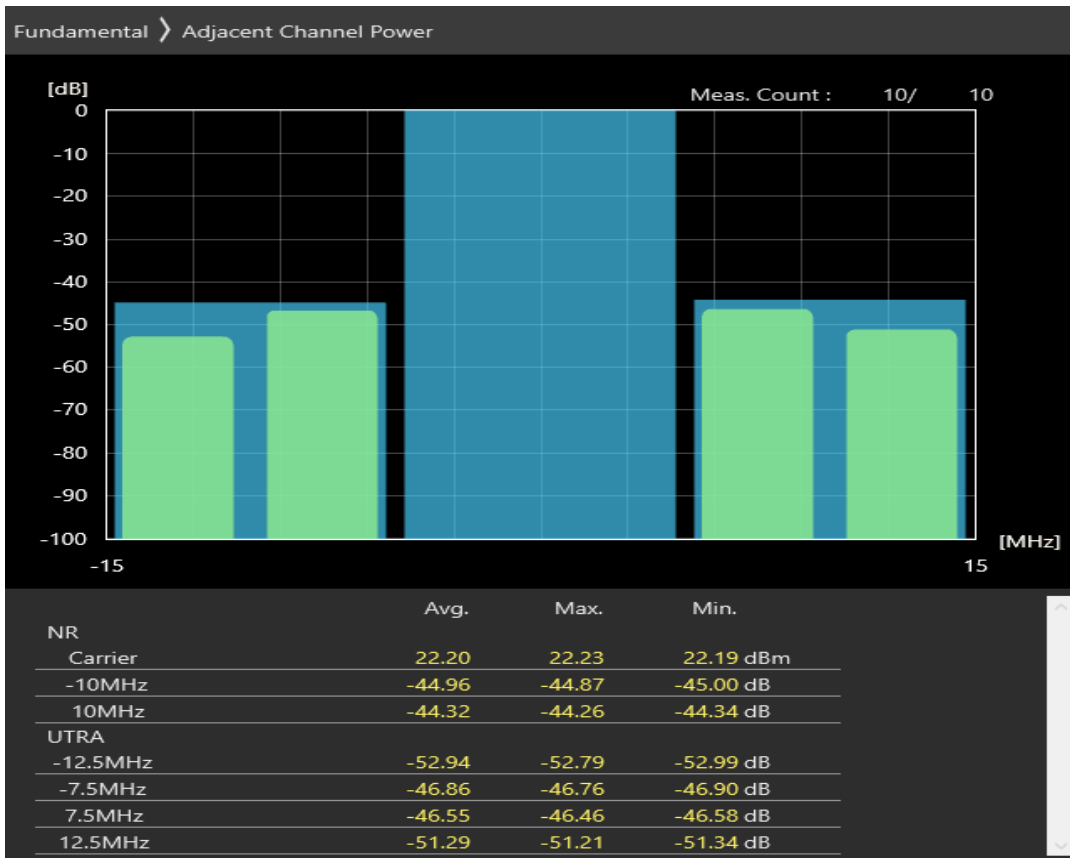 Fundamental ❯ Adjacent Channel Power
[dB]
Meas. Count : 10/ 10
0
-10
-20
-30
-40
-50
-60
-70
-80
-90
-100
[MHz]
-15 15
Avg. Max. Min.
NR
Carrier 22.20 22.23 22.19 dBm
-10MHz -44.96 -44.87 -45.00 dB
10MHz -44.32 -44.26 -44.34 dB
UTRA
-12.5MHz -52.94 -52.79 -52.99 dB
-7.5MHz -46.86 -46.76 -46.90 dB
7.5MHz -46.55 -46.46 -46.58 dB
12.5MHz -51.29 -51.21 -51.34 dB